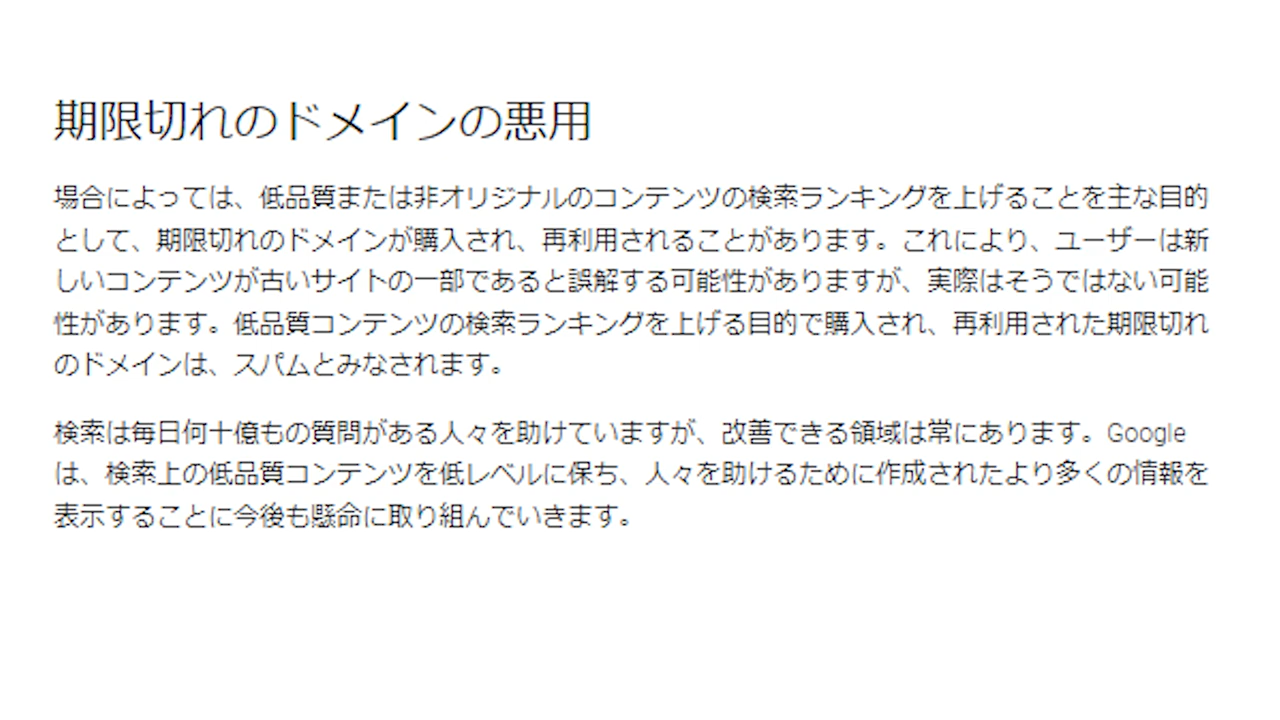 期限切れのドメインの悪用
場合によっては、低品質または非オリジナルのコンテンツの検索ランキングを上げることを主な目的
として、期限切れのドメインが購入され、再利用されることがあります。これにより、ユーザーは新
しいコンテンツが古いサイトの一部であると誤解する可能性がありますが、実際はそうではない可能
性があります。低品質コンテンツの検索ランキングを上げる目的で購入され、再利用された期限切れ
のドメインは、スパムとみなされます。
検索は毎日何十億もの質問がある人々を助けていますが、改善できる領域は常にあります。Google
は、検索上の低品質コンテンツを低レベルに保ち、人々を助けるために作成されたより多くの情報を
表示することに今後も懸命に取り組んでいきます。